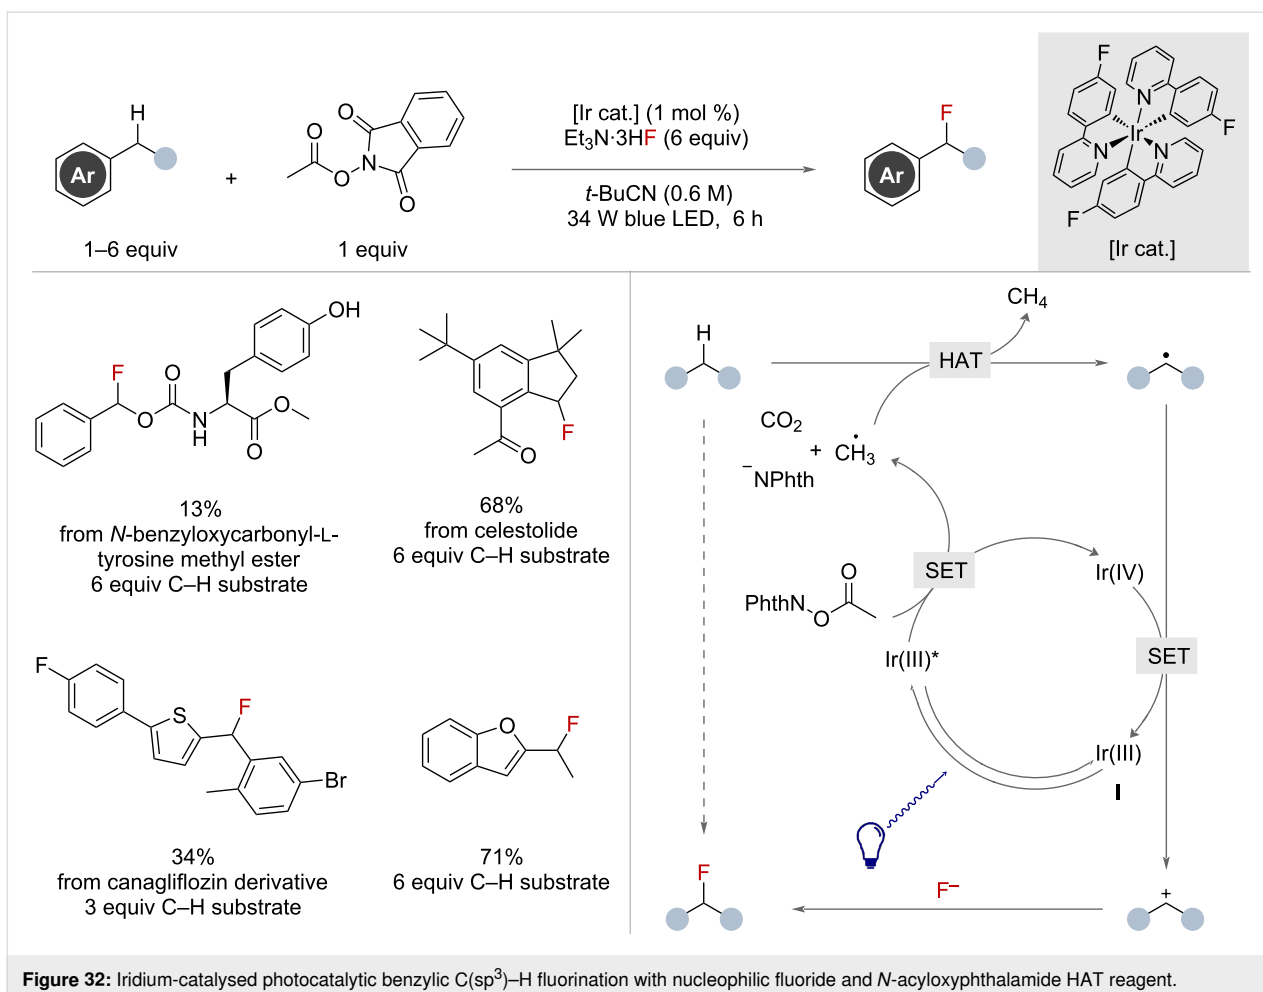 H
Ar
1–6 equiv
+
O
O
N
O
O
1 equiv
[Ir cat.] (1 mol %)
Et3N·3HF (6 equiv)
t-BuCN (0.6 M)
34 W blue LED, 6 h
F
Ar
F
N
F
Ir
N
N
F
[Ir cat.]
OH
F
O
O
N
H
O
O
13%
from N-benzyloxycarbonyl-L-
tyrosine methyl ester
6 equiv C–H substrate
F
O
68%
from celestolide
6 equiv C–H substrate
F
S
F
Br
34%
from canagliflozin derivative
3 equiv C–H substrate
O
F
71%
6 equiv C–H substrate
H
HAT
CH4
CO2
+
CH3
–NPhth
SET
PhthN
O
O
Ir(IV)
Ir(III)*
SET
Ir(III)
I
F
F–
+
Figure 32: Iridium-catalysed photocatalytic benzylic C(sp3)–H fluorination with nucleophilic fluoride and N-acyloxyphthalamide HAT reagent.